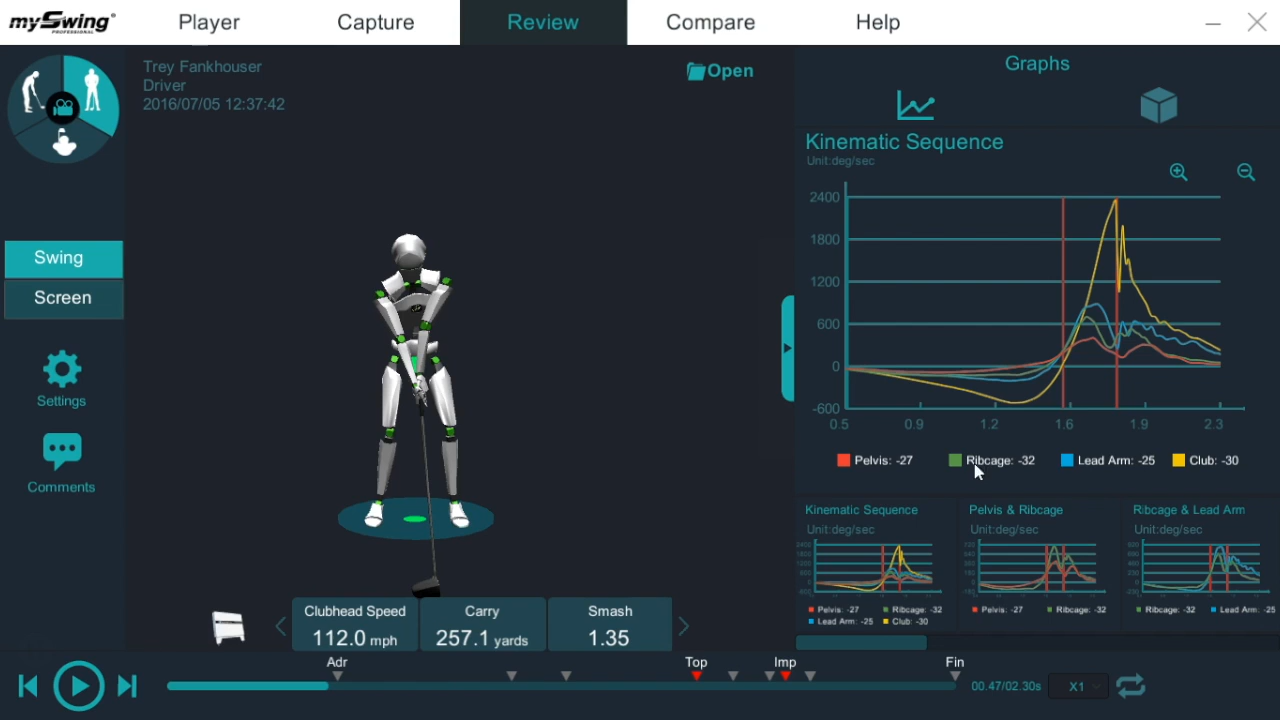 mySwing PROFESSIONAL
Player
Capture
Review
Compare
Help
Trey Fankhouser
Driver
2016/07/05 12:37:42
Open
Swing
Screen
Settings
Comments
Graphs
Kinematic Sequence
Unit:deg/sec
2400
1800
1200
600
0
-600
0.5 0.9 1.2 1.6 1.9 2.3
Pelvis: -27 Ribcage: -32 Lead Arm: -25 Club: -30
Kinematic Sequence
Unit:deg/sec
Pelvis: -27 Ribcage: -32
Lead Arm: -25 Club: -30
Pelvis & Ribcage
Unit:deg/sec
Pelvis: -27 Ribcage: -32
Ribcage & Lead Arm
Unit:deg/sec
Ribcage: -32 Lead Arm: -25
Clubhead Speed
112.0 mph
Carry
257.1 yards
Smash
1.35
Adr Top Imp Fin
00.47/02.30s X1